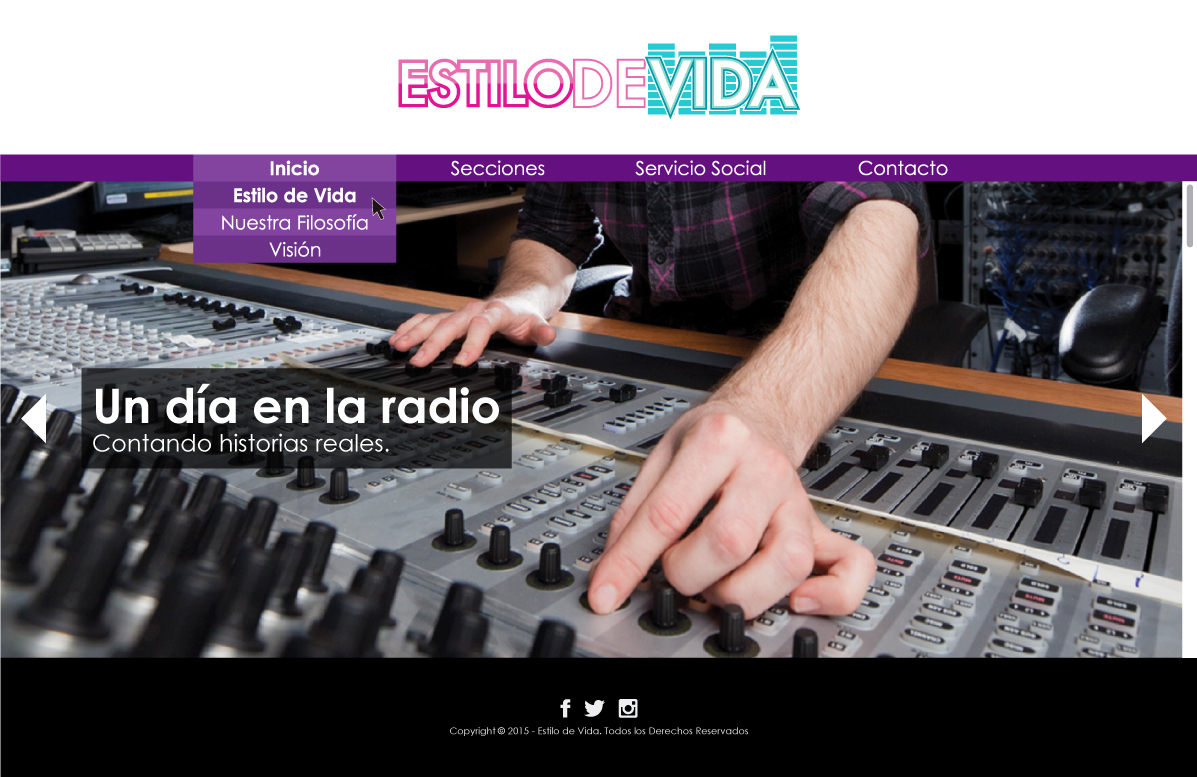 ESTILODEVIDA
Inicio Secciones Servicio Social Contacto
Estilo de Vida
Nuestra Filosofía
Visión
Un día en la radio
Contando historias reales.
Copyright © 2015 - Estilo de Vida. Todos los Derechos Reservados